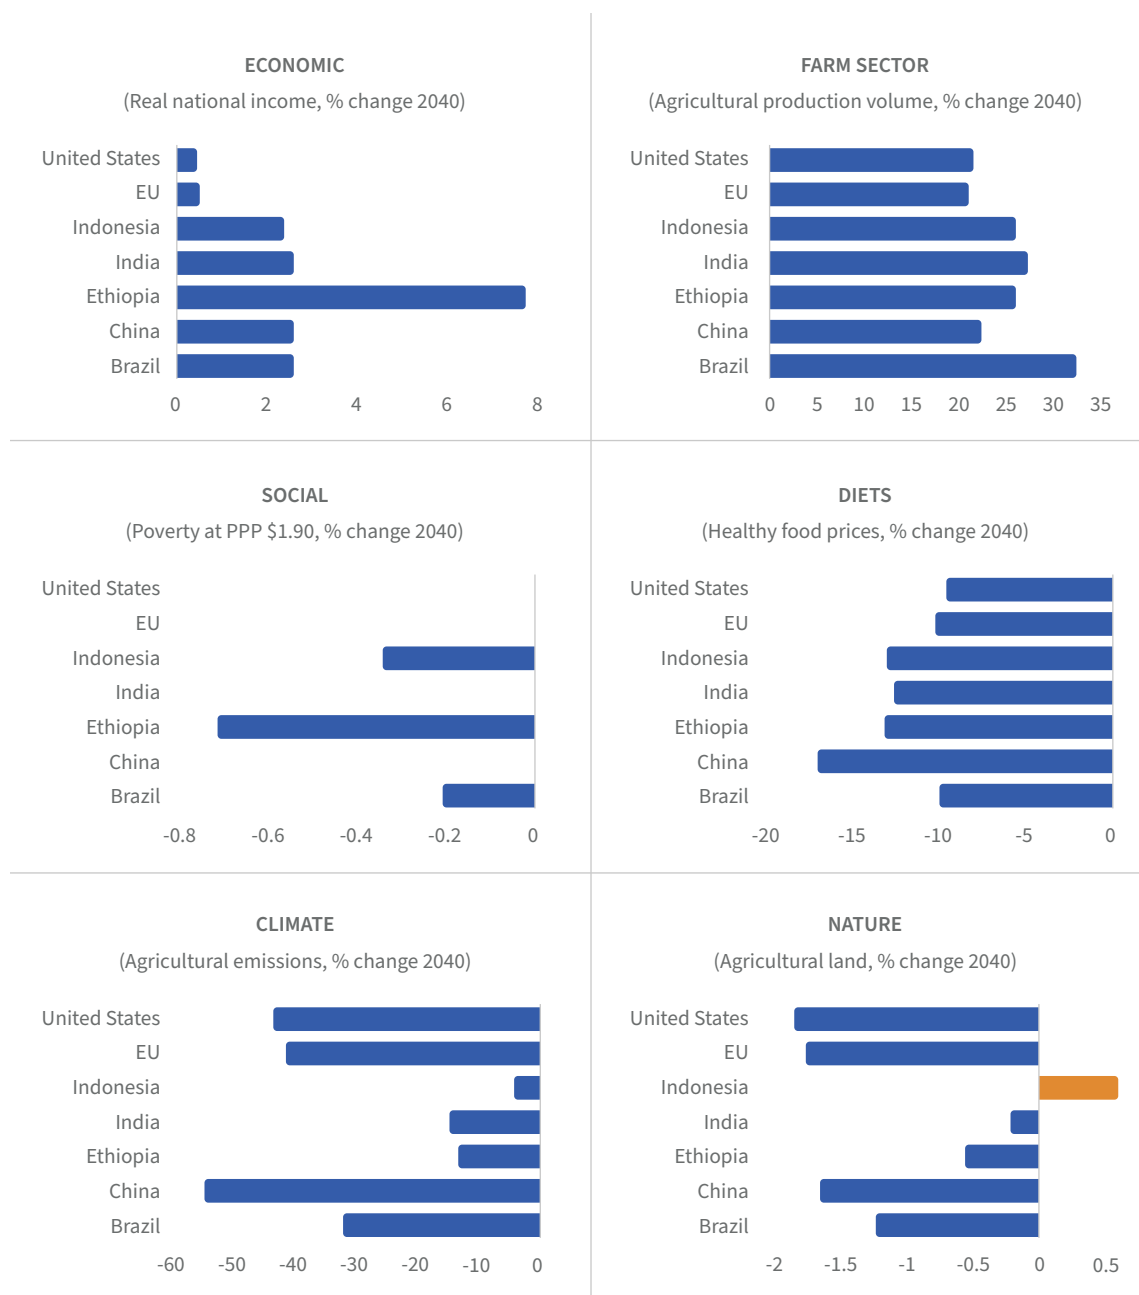 ECONOMIC
(Real national income, % change 2040)
United States
EU
Indonesia
India
Ethiopia
China
Brazil
0 2 4 6 8
FARM SECTOR
(Agricultural production volume, % change 2040)
United States
EU
Indonesia
India
Ethiopia
China
Brazil
0 5 10 15 20 25 30 35
SOCIAL
(Poverty at PPP $1.90, % change 2040)
United States
EU
Indonesia
India
Ethiopia
China
Brazil
-0.8 -0.6 -0.4 -0.2 0
DIETS
(Healthy food prices, % change 2040)
United States
EU
Indonesia
India
Ethiopia
China
Brazil
-20 -15 -10 -5 0
CLIMATE
(Agricultural emissions, % change 2040)
United States
EU
Indonesia
India
Ethiopia
China
Brazil
-60 -50 -40 -30 -20 -10 0
NATURE
(Agricultural land, % change 2040)
United States
EU
Indonesia
India
Ethiopia
China
Brazil
-2 -1.5 -1 -0.5 0 0.5